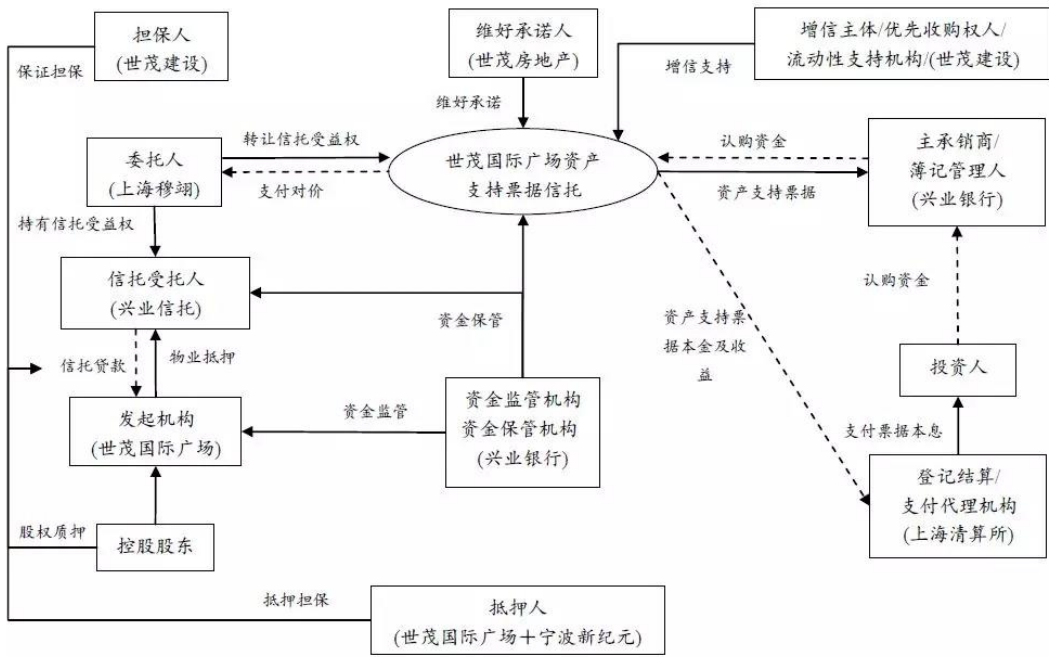 担保人
(世茂建设)
维好承诺人
(世茂房地产)
增信主体/优先收购权人/
流动性支持机构/(世茂建设)
保证担保
增信支持
维好承诺
转让信托受益权
认购资金
委托人
(上海穆翊)
世茂国际广场资产
支持票据信托
主承销商/
簿记管理人
(兴业银行)
支付对价
资产支持票据
持有信托受益权
信托受托人
(兴业信托)
认购资金
资金保管
资产支持票
据本金及收
益
信托贷款
物业抵押
投资人
发起机构
(世茂国际广场)
资金监管
资金监管机构
资金保管机构
(兴业银行)
支付票据本息
登记结算/
支付代理机构
(上海清算所)
股权质押
控股股东
抵押担保
抵押人
(世茂国际广场+宁波新纪元)